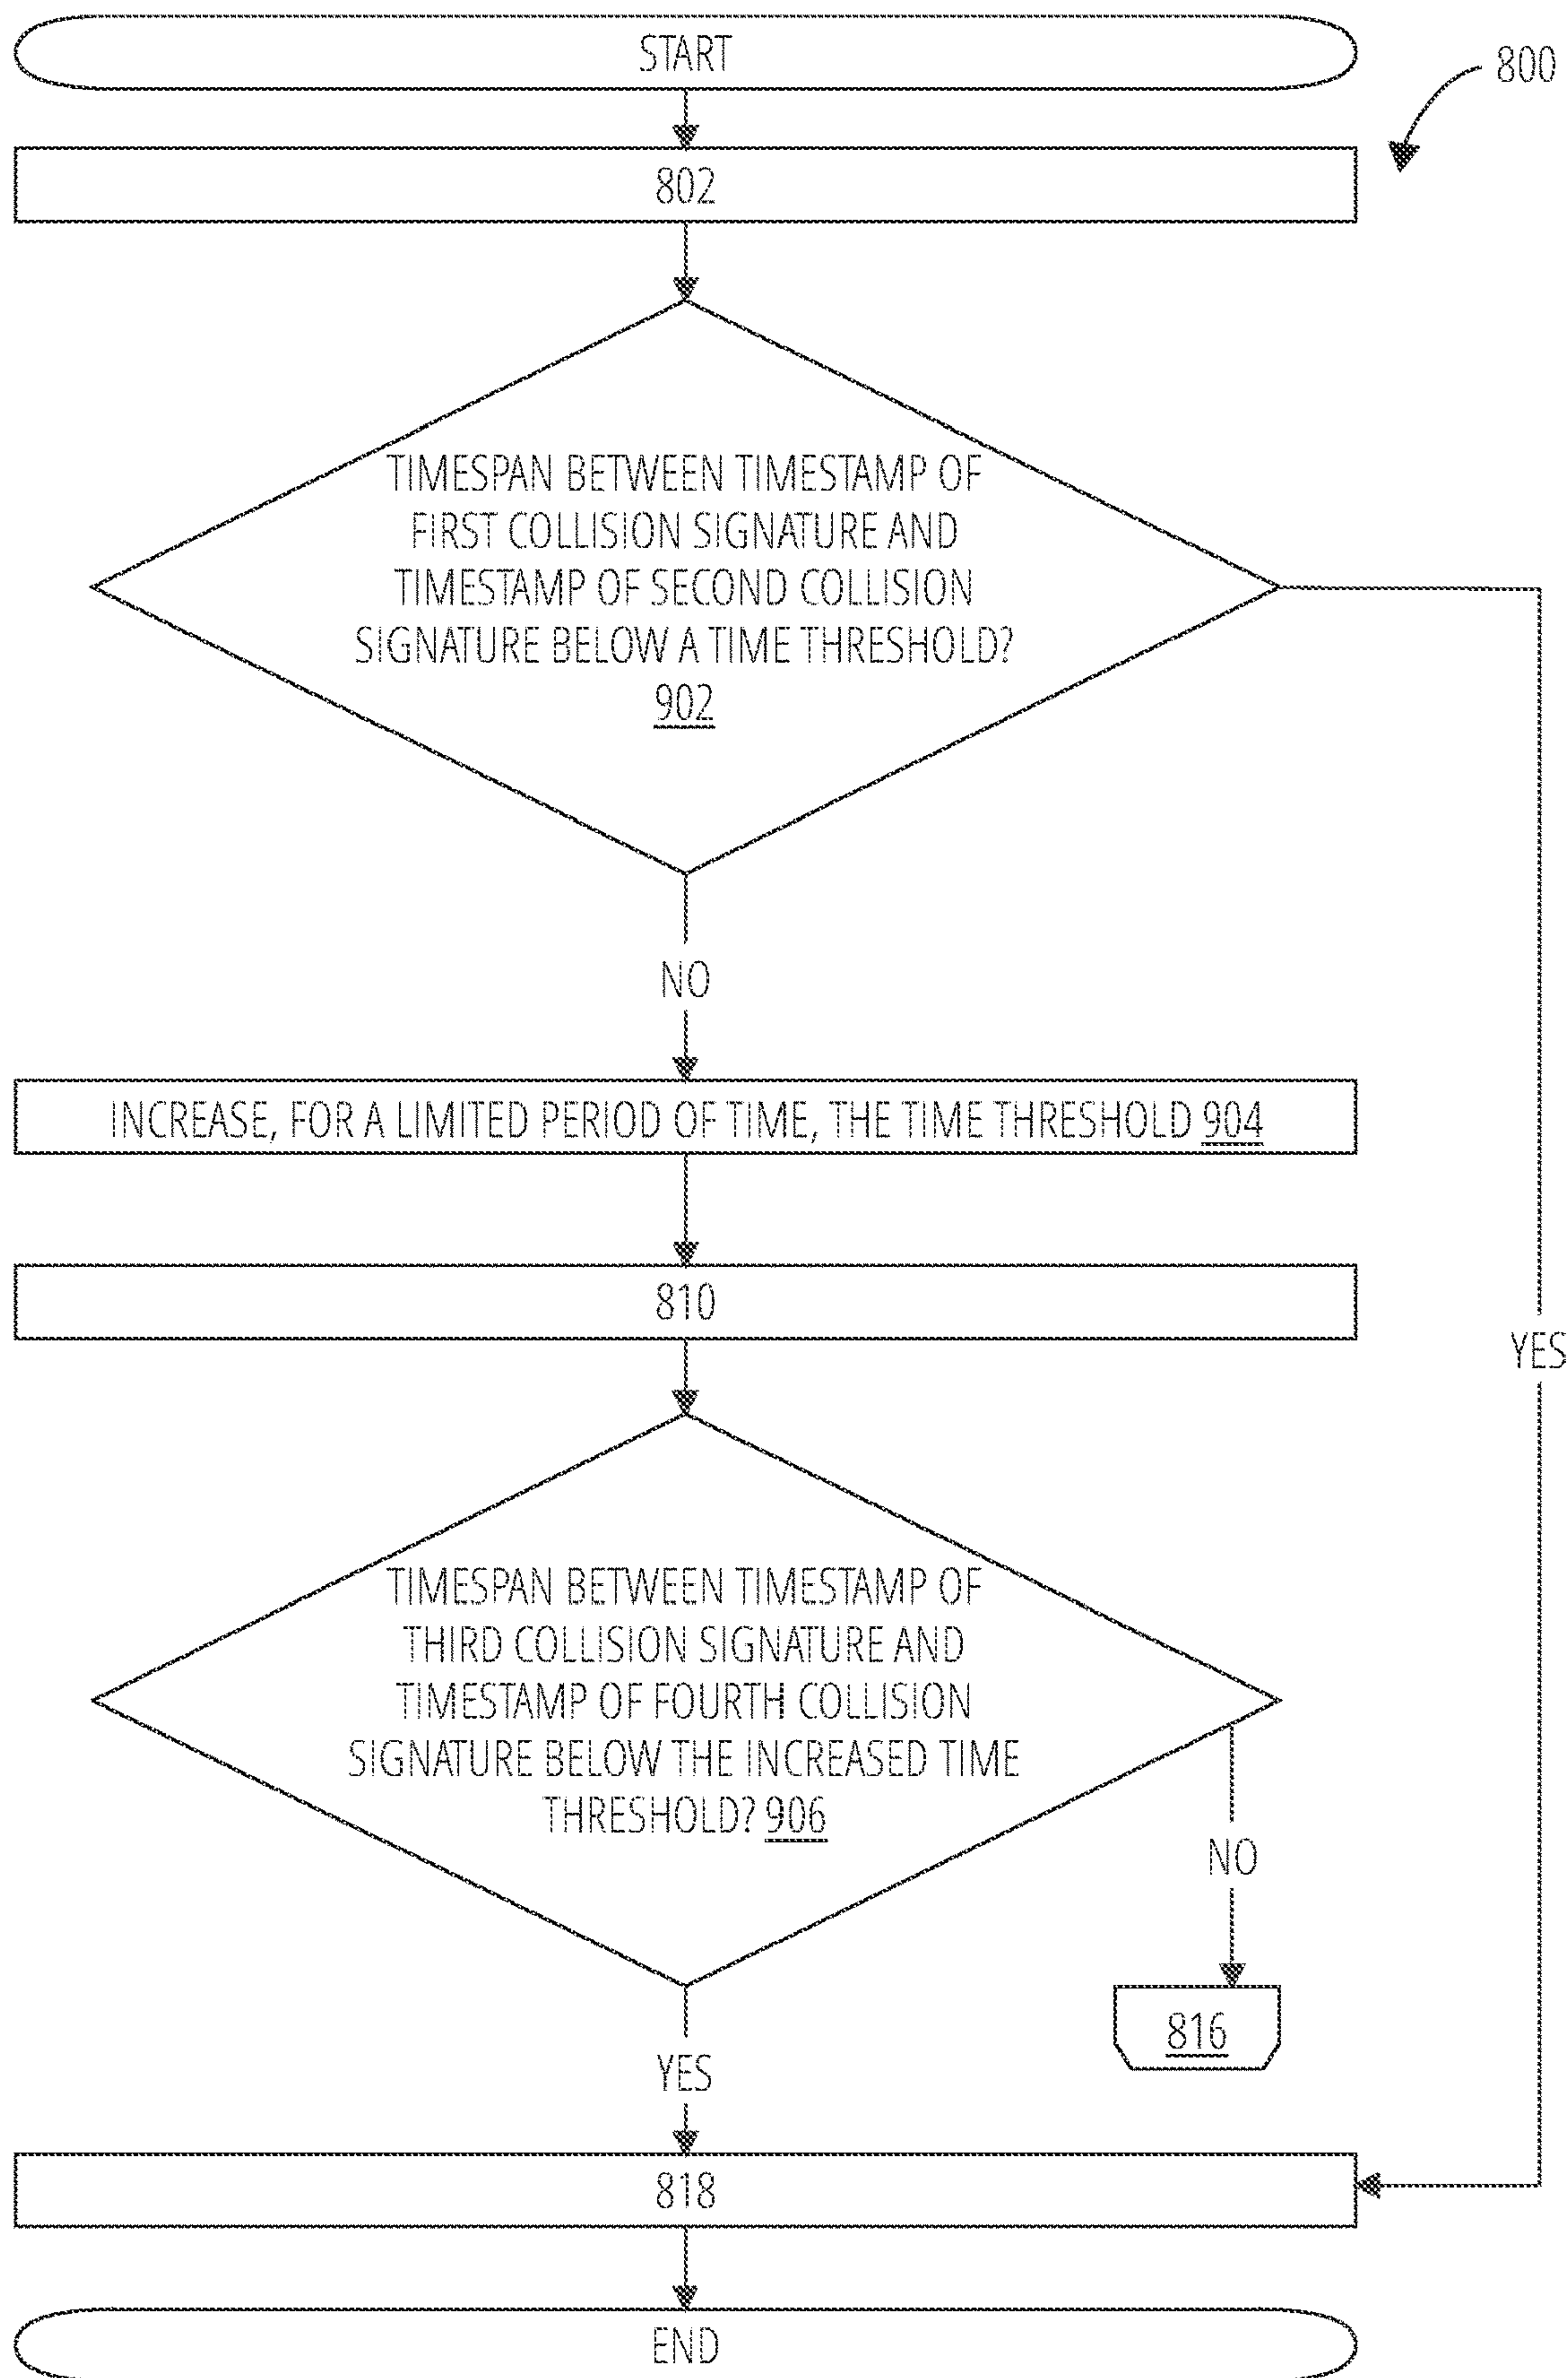 START
800
802
TIMESPAN BETWEEN TIMESTAMP OF
FIRST COLLISION SIGNATURE AND
TIMESTAMP OF SECOND COLLISION
SIGNATURE BELOW A TIME THRESHOLD?
902
NO
INCREASE, FOR A LIMITED PERIOD OF TIME, THE TIME THRESHOLD 904
810
YES
TIMESPAN BETWEEN TIMESTAMP OF
THIRD COLLISION SIGNATURE AND
TIMESTAMP OF FOURTH COLLISION
SIGNATURE BELOW THE INCREASED TIME
THRESHOLD? 906
NO
816
YES
818
END